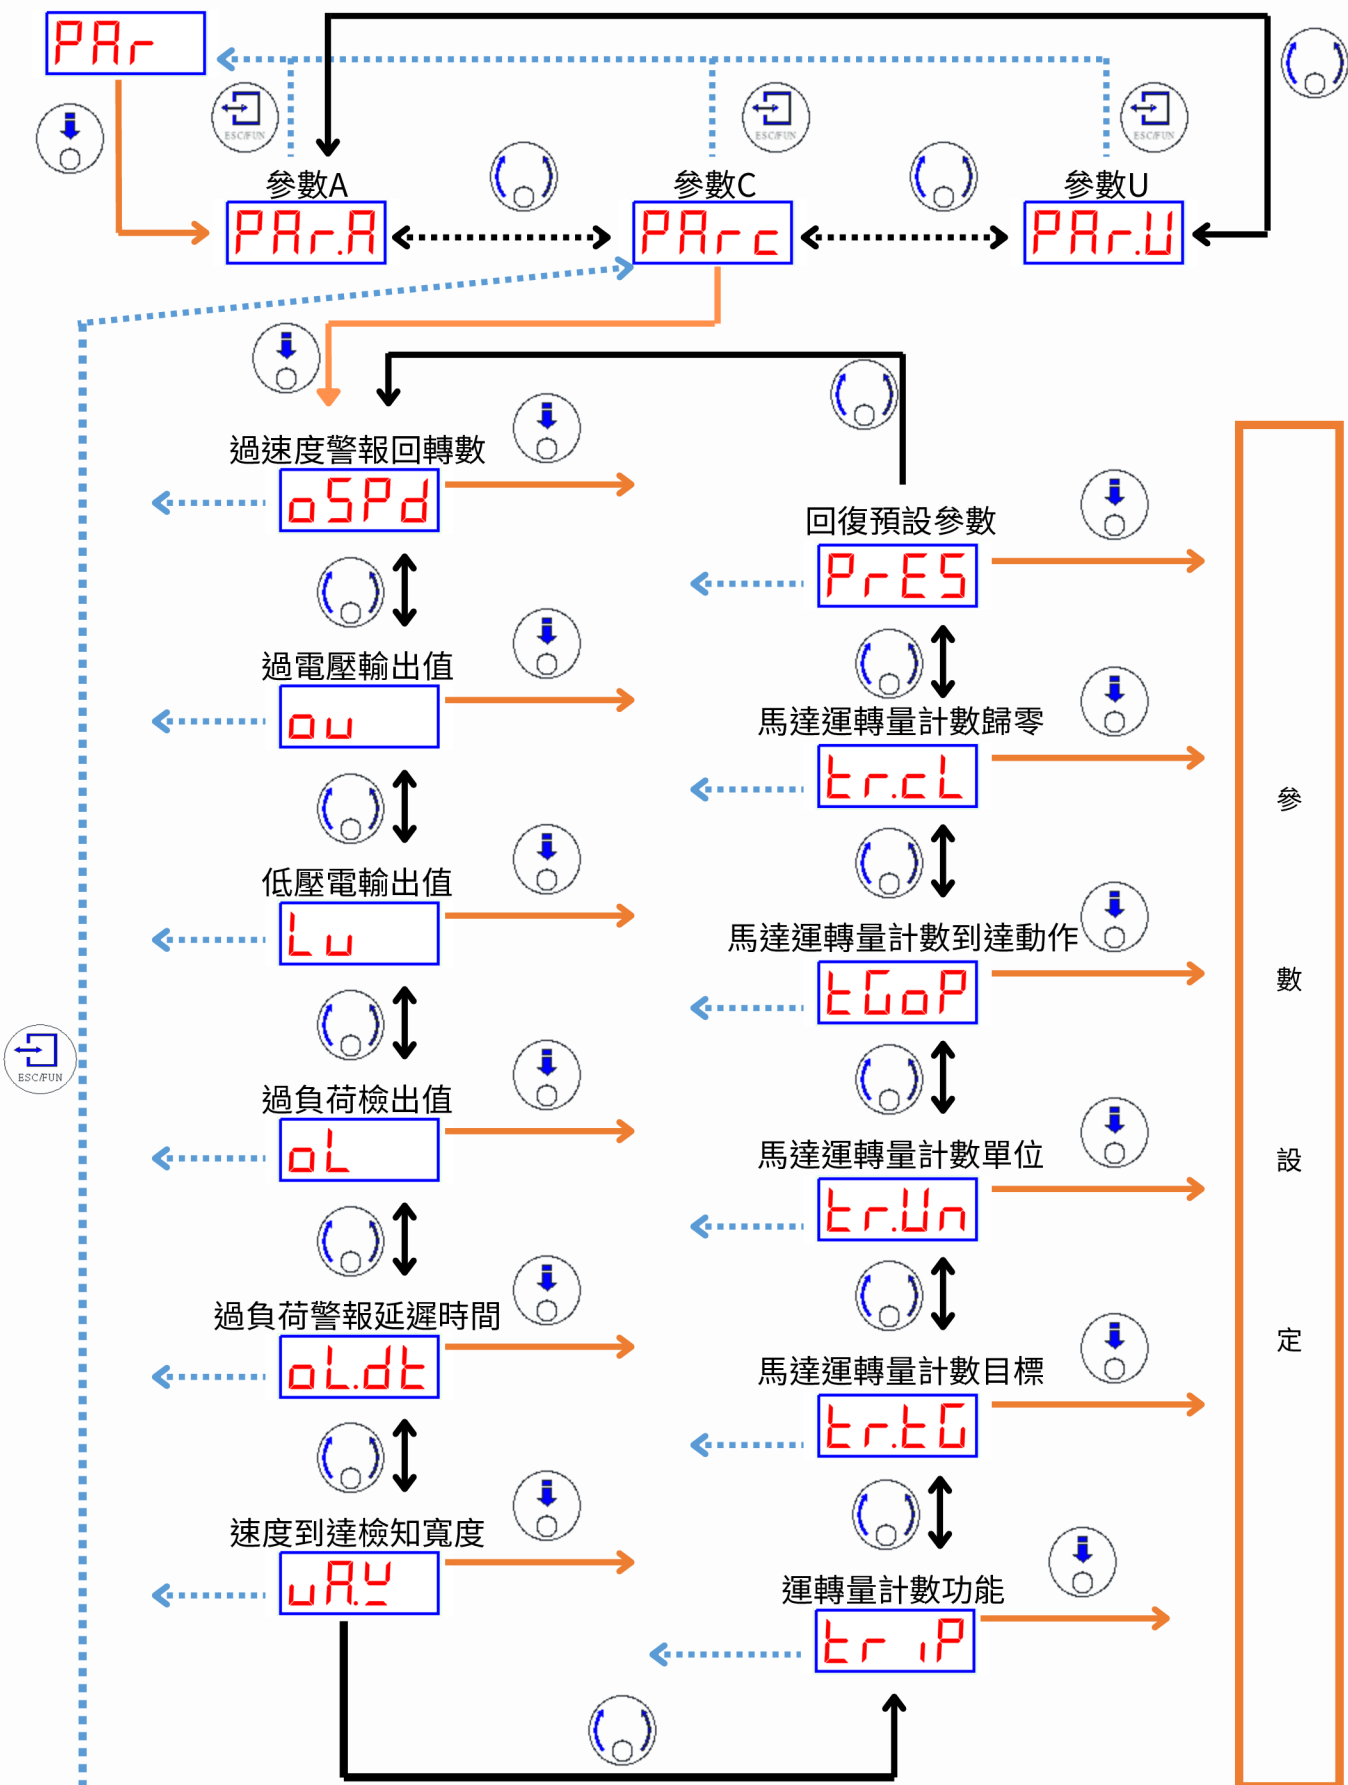 PAr
ESC/FUN
ESC/FUN
ESC/FUN
參數A
參數C
參數U
PAr.A
PArc
PAr.U
過速度警報回轉數
oSPd
過電壓輸出值
ou
低壓電輸出值
Lu
ESC/FUN
過負荷檢出值
oL
過負荷警報延遲時間
oL.dt
速度到達檢知寬度
uA.
回復預設參數
PrES
馬達運轉量計數歸零
tr.cL
馬達運轉量計數到達動作
tGoP
馬達運轉量計數單位
tr.Un
馬達運轉量計數目標
tr.tG
運轉量計數功能
triP
參
數
設
定